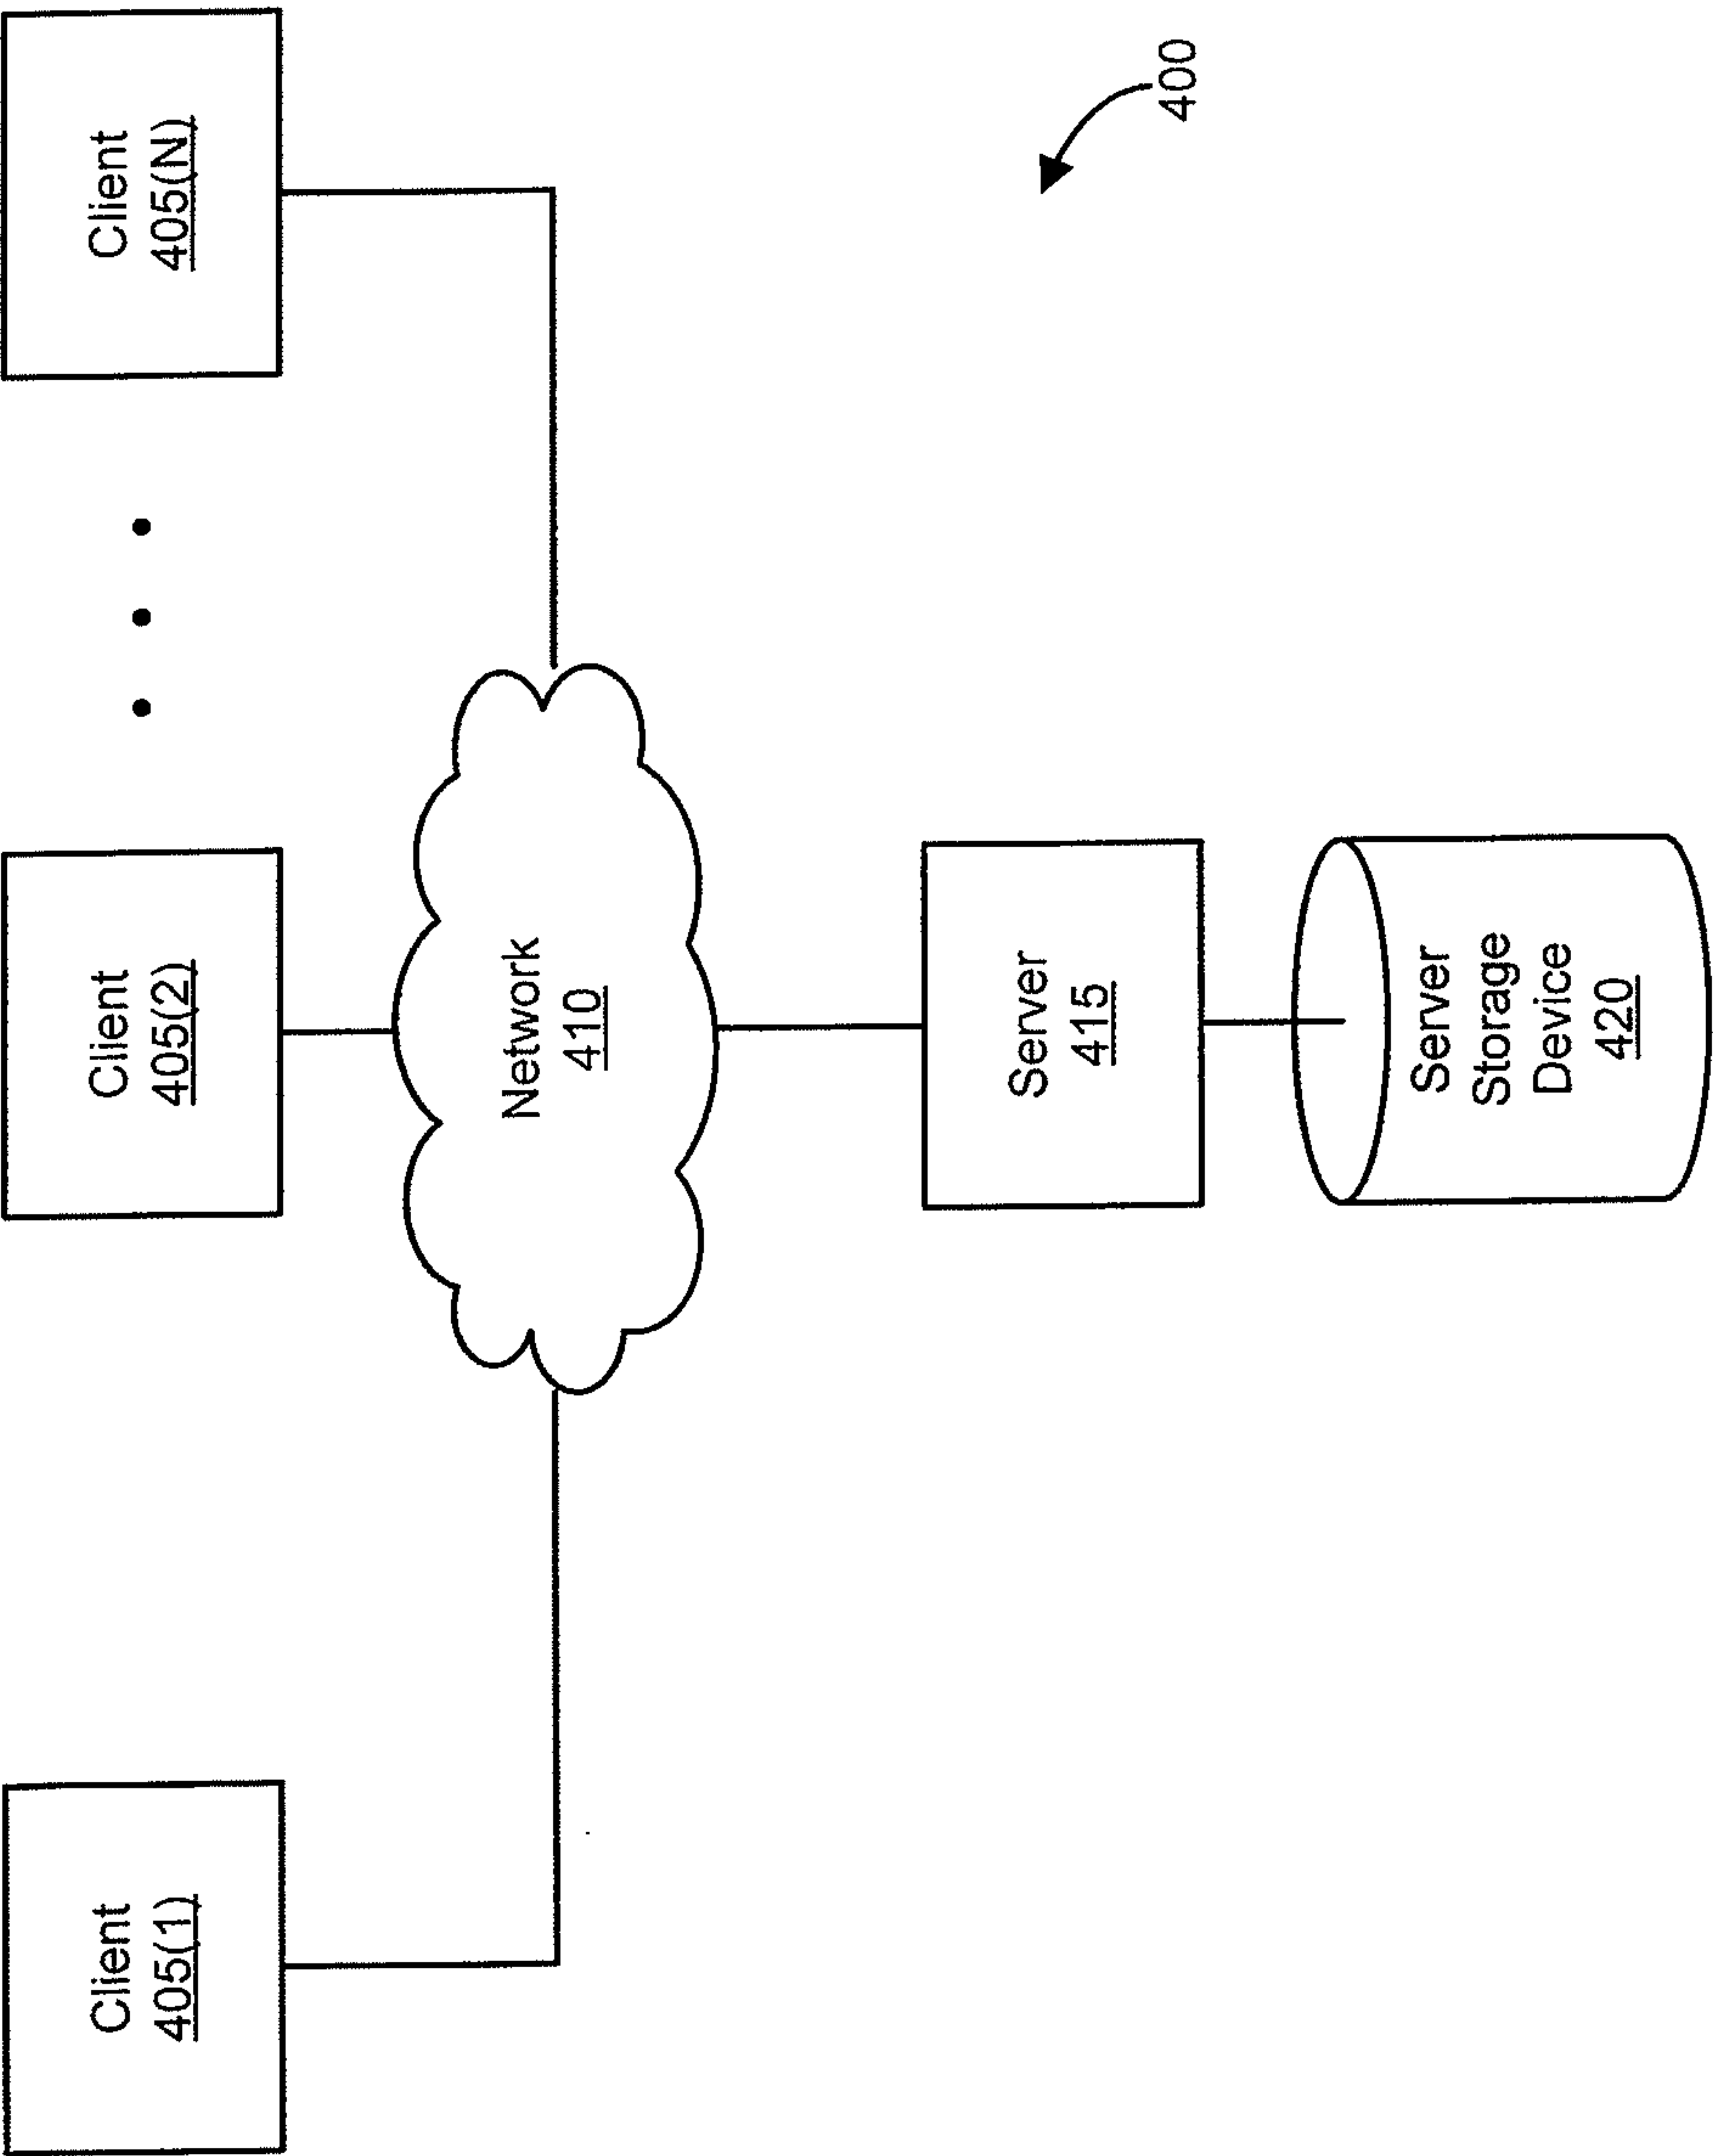 Client
405(1)
Client
405(2)
Client
405(N)
Network
410
Server
415
400
Server
Storage
Device
420